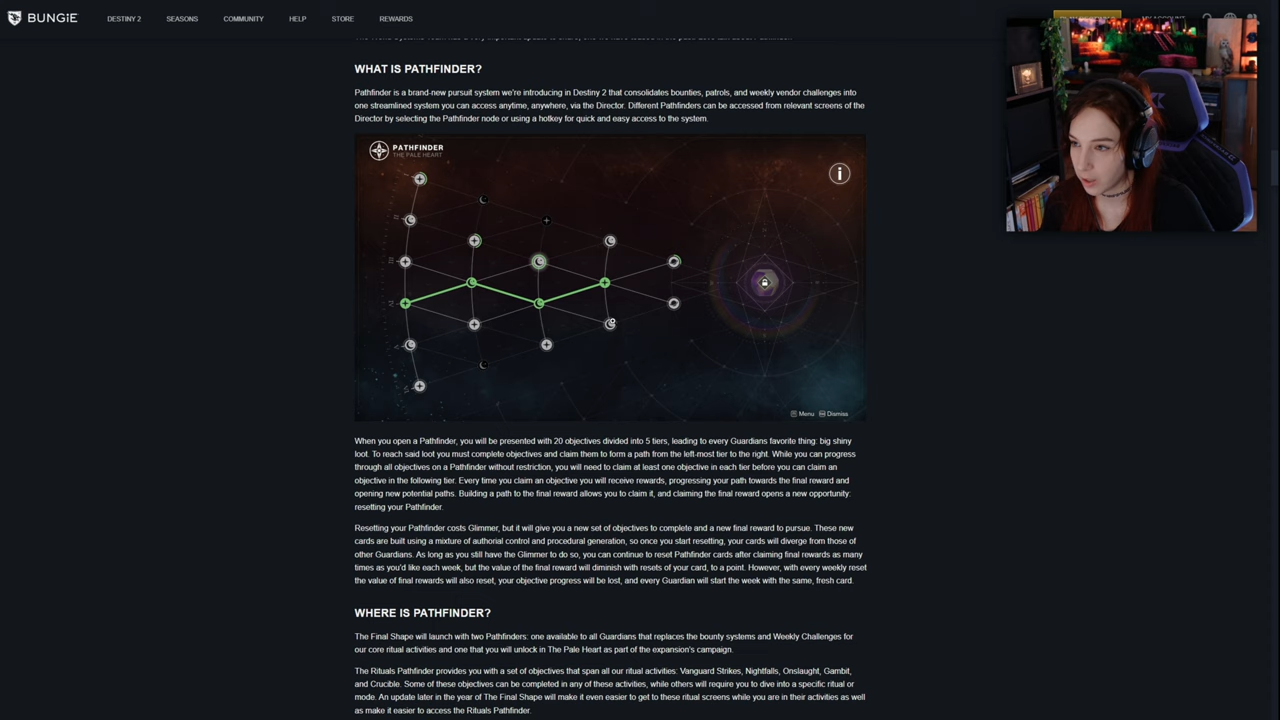 BUNGiE
DESTINY 2
SEASONS
COMMUNITY
HELP
STORE
REWARDS
WHAT IS PATHFINDER?
Pathfinder is a brand-new pursuit system we're introducing in Destiny 2 that consolidates bounties, patrols, and weekly vendor challenges into
one streamlined system you can access anytime, anywhere, via the Director. Different Pathfinders can be accessed from relevant screens of the
Director by selecting the Pathfinder node or using a hotkey for quick and easy access to the system.
PATHFINDER
THE PALE HEART
Menu Dismiss
When you open a Pathfinder, you will be presented with 20 objectives divided into 5 tiers, leading to every Guardians favorite thing: big shiny
loot. To reach said loot you must complete objectives and claim them to form a path from the left-most tier to the right. While you can progress
through all objectives on a Pathfinder without restriction, you will need to claim at least one objective in each tier before you can claim an
objective in the following tier. Every time you claim an objective you will receive rewards, progressing your path towards the final reward and
opening new potential paths. Building a path to the final reward allows you to claim it, and claiming the final reward opens a new opportunity:
resetting your Pathfinder.
Resetting your Pathfinder costs Glimmer, but it will give you a new set of objectives to complete and a new final reward to pursue. These new
cards are built using a mixture of authorial control and procedural generation, so once you start resetting, your cards will diverge from those of
other Guardians. As long as you still have the Glimmer to do so, you can continue to reset Pathfinder cards after claiming final rewards as many
times as you'd like each week, but the value of the final reward will diminish with resets of your card, to a point. However, with every weekly reset
the value of final rewards will also reset, your objective progress will be lost, and every Guardian will start the week with the same, fresh card.
WHERE IS PATHFINDER?
The Final Shape will launch with two Pathfinders: one available to all Guardians that replaces the bounty systems and Weekly Challenges for
our core ritual activities and one that you will unlock in The Pale Heart as part of the expansion's campaign.
The Rituals Pathfinder provides you with a set of objectives that span all our ritual activities: Vanguard Strikes, Nightfalls, Onslaught, Gambit,
and Crucible. Some of these objectives can be completed in any of these activities, while others will require you to dive into a specific ritual or
mode. An update later in the year of The Final Shape will make it even easier to get to these ritual screens while you are in their activities as well
as make it easier to access the Rituals Pathfinder.